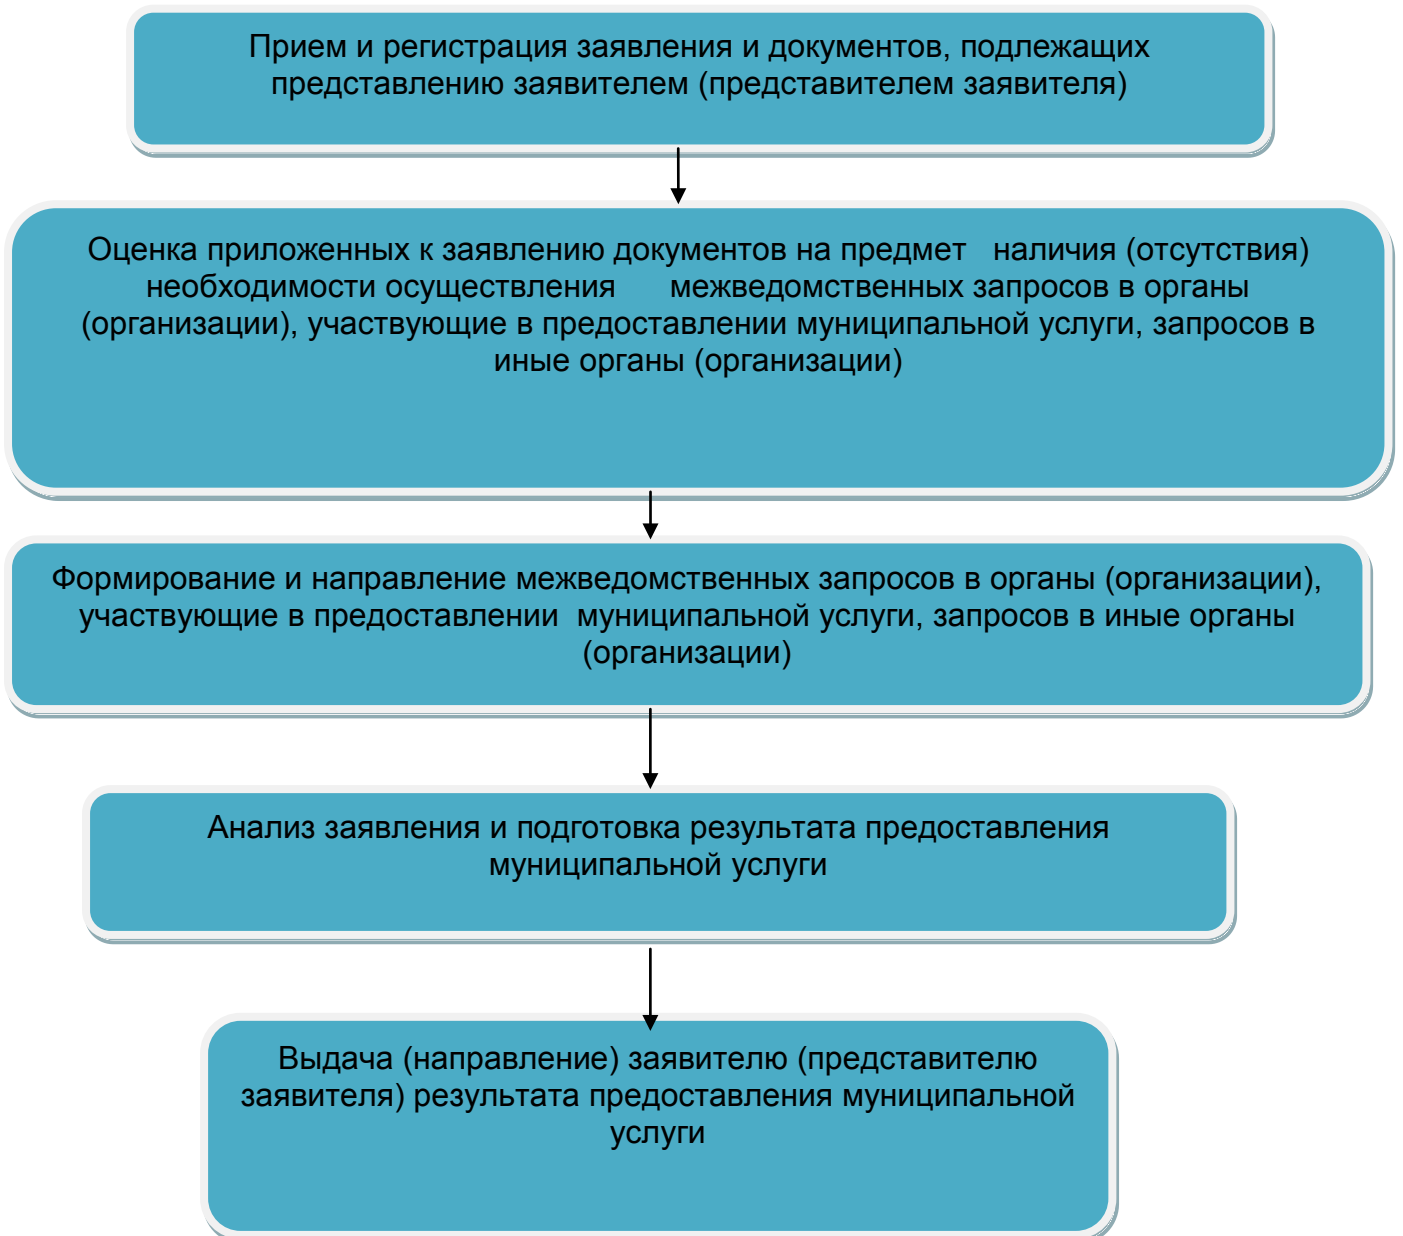 Прием и регистрация заявления и документов, подлежащих
представлению заявителем (представителем заявителя)
Оценка приложенных к заявлению документов на предмет наличия (отсутствия)
необходимости осуществления межведомственных запросов в органы
(организации), участвующие в предоставлении муниципальной услуги, запросов в
иные органы (организации)
Формирование и направление межведомственных запросов в органы (организации),
участвующие в предоставлении муниципальной услуги, запросов в иные органы
(организации)
Анализ заявления и подготовка результата предоставления
муниципальной услуги
Выдача (направление) заявителю (представителю
заявителя) результата предоставления муниципальной
услуги